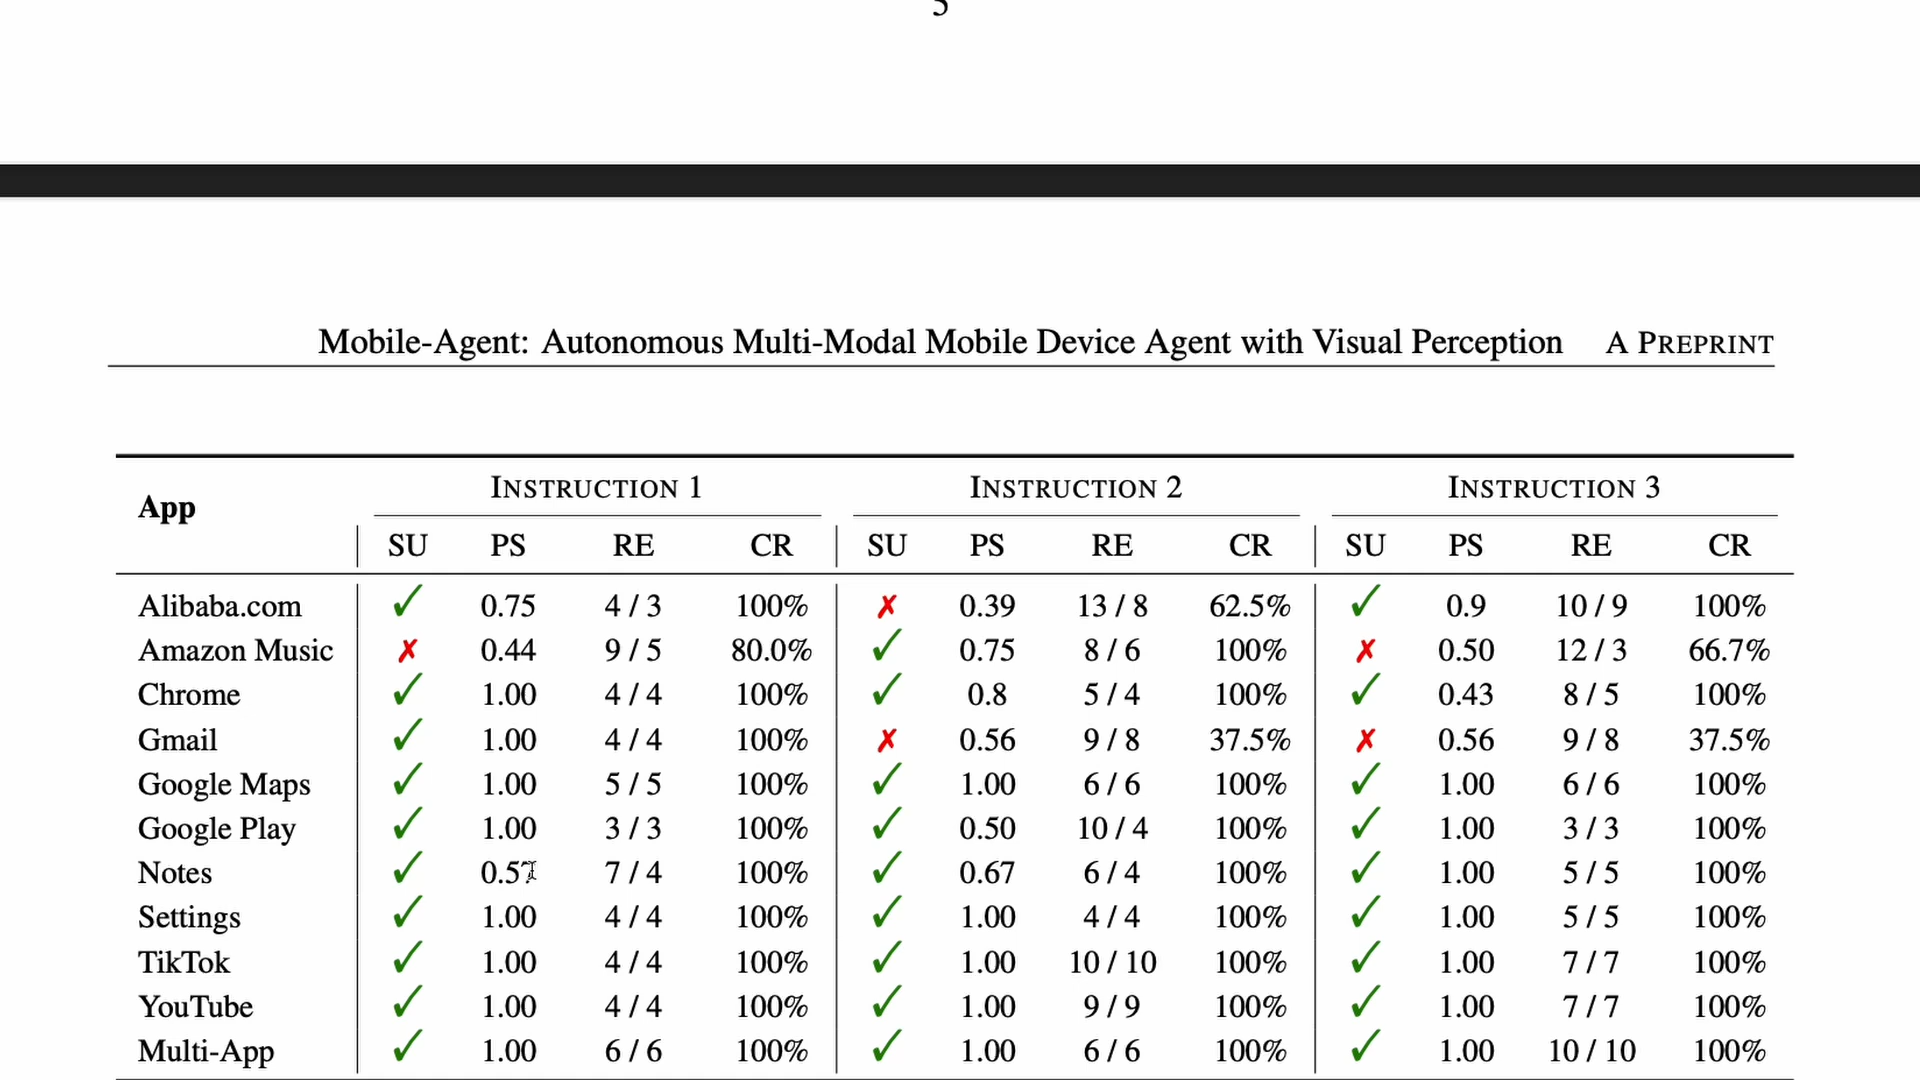 5
Mobile-Agent: Autonomous Multi-Modal Mobile Device Agent with Visual Perception A PREPRINT
App INSTRUCTION 1 INSTRUCTION 2 INSTRUCTION 3
SU PS RE CR SU PS RE CR SU PS RE CR
Alibaba.com ✓ 0.75 4 / 3 100% ✗ 0.39 13 / 8 62.5% ✓ 0.9 10 / 9 100%
Amazon Music ✗ 0.44 9 / 5 80.0% ✓ 0.75 8 / 6 100% ✗ 0.50 12 / 3 66.7%
Chrome ✓ 1.00 4 / 4 100% ✓ 0.8 5 / 4 100% ✓ 0.43 8 / 5 100%
Gmail ✓ 1.00 4 / 4 100% ✗ 0.56 9 / 8 37.5% ✗ 0.56 9 / 8 37.5%
Google Maps ✓ 1.00 5 / 5 100% ✓ 1.00 6 / 6 100% ✓ 1.00 6 / 6 100%
Google Play ✓ 1.00 3 / 3 100% ✓ 0.50 10 / 4 100% ✓ 1.00 3 / 3 100%
Notes ✓ 0.57 7 / 4 100% ✓ 0.67 6 / 4 100% ✓ 1.00 5 / 5 100%
Settings ✓ 1.00 4 / 4 100% ✓ 1.00 4 / 4 100% ✓ 1.00 5 / 5 100%
TikTok ✓ 1.00 4 / 4 100% ✓ 1.00 10 / 10 100% ✓ 1.00 7 / 7 100%
YouTube ✓ 1.00 4 / 4 100% ✓ 1.00 9 / 9 100% ✓ 1.00 7 / 7 100%
Multi-App ✓ 1.00 6 / 6 100% ✓ 1.00 6 / 6 100% ✓ 1.00 10 / 10 100%